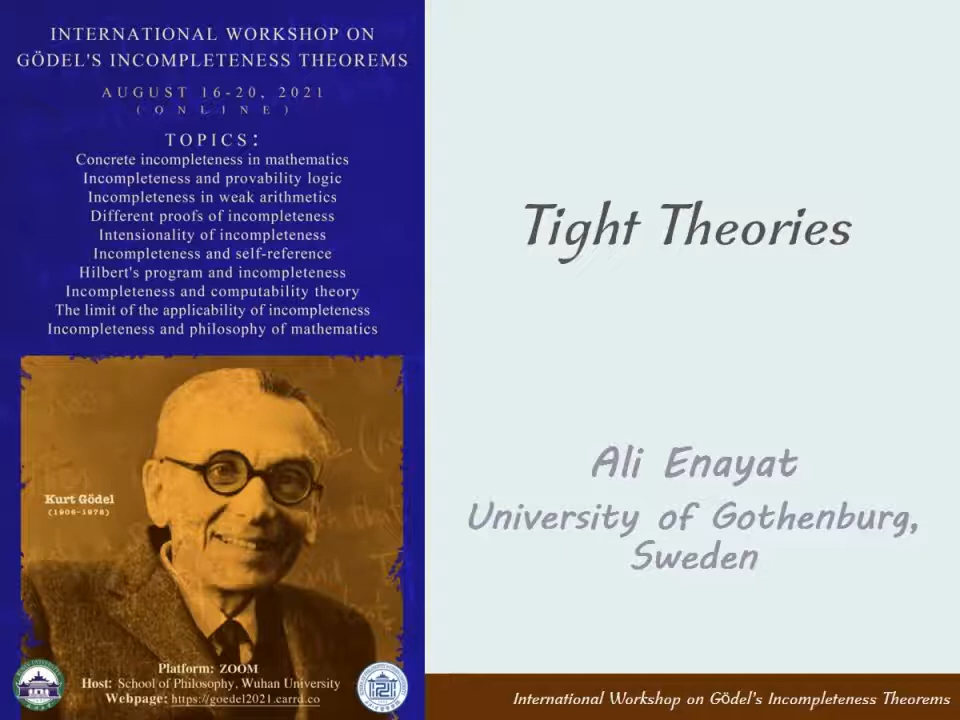 INTERNATIONAL WORKSHOP ON
GÖDEL'S INCOMPLETENESS THEOREMS
AUGUST 16-20, 2021
(ONLINE)
TOPICS:
Concrete incompleteness in mathematics
Incompleteness and provability logic
Incompleteness in weak arithmetics
Different proofs of incompleteness
Intensionality of incompleteness
Incompleteness and self-reference
Hilbert's program and incompleteness
Incompleteness and computability theory
The limit of the applicability of incompleteness
Incompleteness and philosophy of mathematics
Kurt Gödel
(1906-1978)
Platform: ZOOM
Host: School of Philosophy, Wuhan University
Webpage: https://goedel2021.carrd.co
Tight Theories
Ali Enayat
University of Gothenburg,
Sweden
International Workshop on Gödel's Incompleteness Theorems